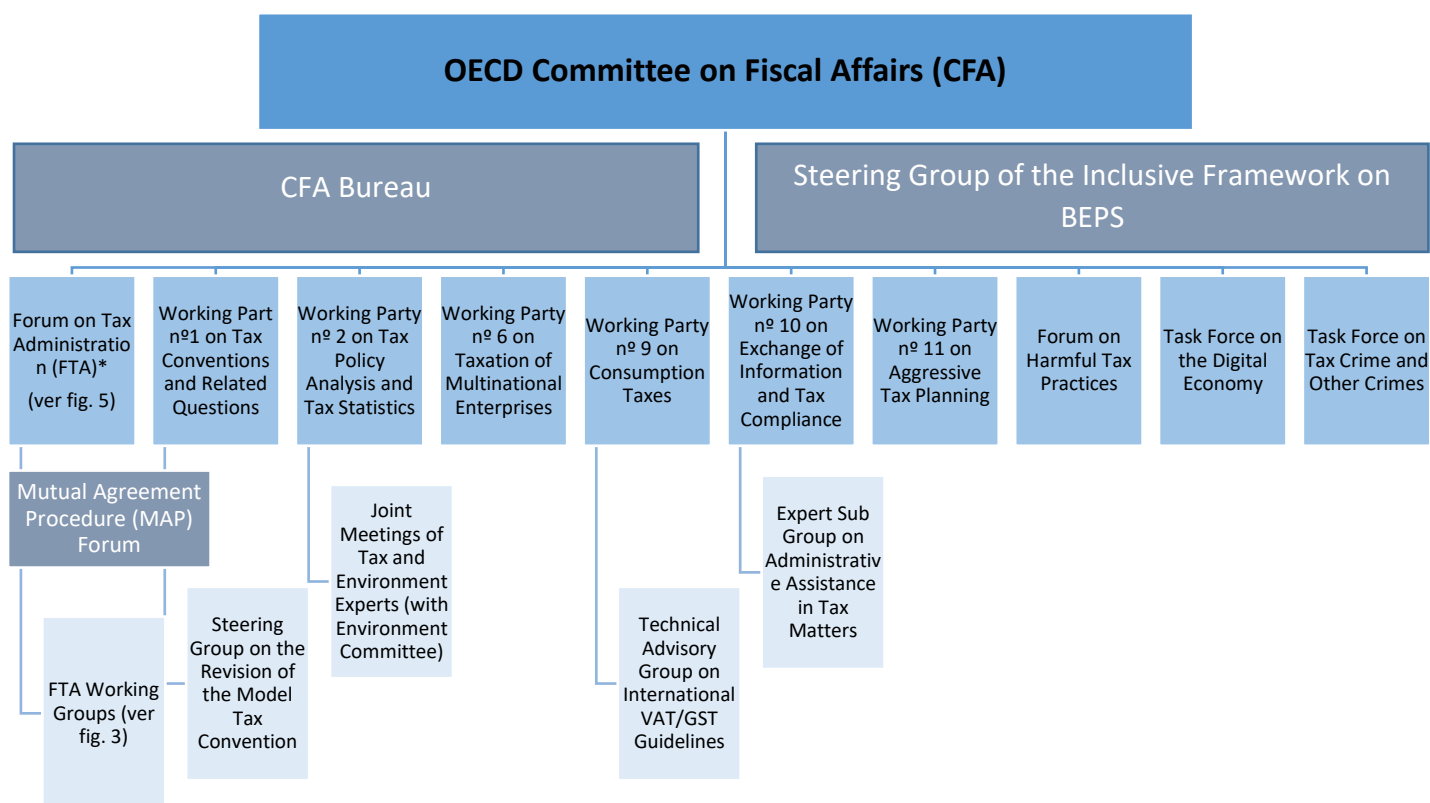 OECD Committee on Fiscal Affairs (CFA)
CFA Bureau
Steering Group of the Inclusive Framework on
BEPS
Forum on Tax
Administratio
n (FTA)*
(ver fig. 5)
Working Part
nº1 on Tax
Conventions
and Related
Questions
Working Party
nº 2 on Tax
Policy
Analysis and
Tax Statistics
Working Party
nº 6 on
Taxation of
Multinational
Enterprises
Working Party
nº 9 on
Consumption
Taxes
Working Party
nº 10 on
Exchange of
Information
and Tax
Compliance
Working Party
nº 11 on
Aggressive
Tax Planning
Forum on
Harmful Tax
Practices
Task Force on
the Digital
Economy
Task Force on
Tax Crime and
Other Crimes
Mutual Agreement
Procedure (MAP)
Forum
FTA Working
Groups (ver
fig. 3)
Steering
Group on the
Revision of
the Model
Tax
Convention
Joint
Meetings of
Tax and
Environment
Experts (with
Environment
Committee)
Technical
Advisory
Group on
International
VAT/GST
Guidelines
Expert Sub
Group on
Administrativ
e Assistance
in Tax
Matters